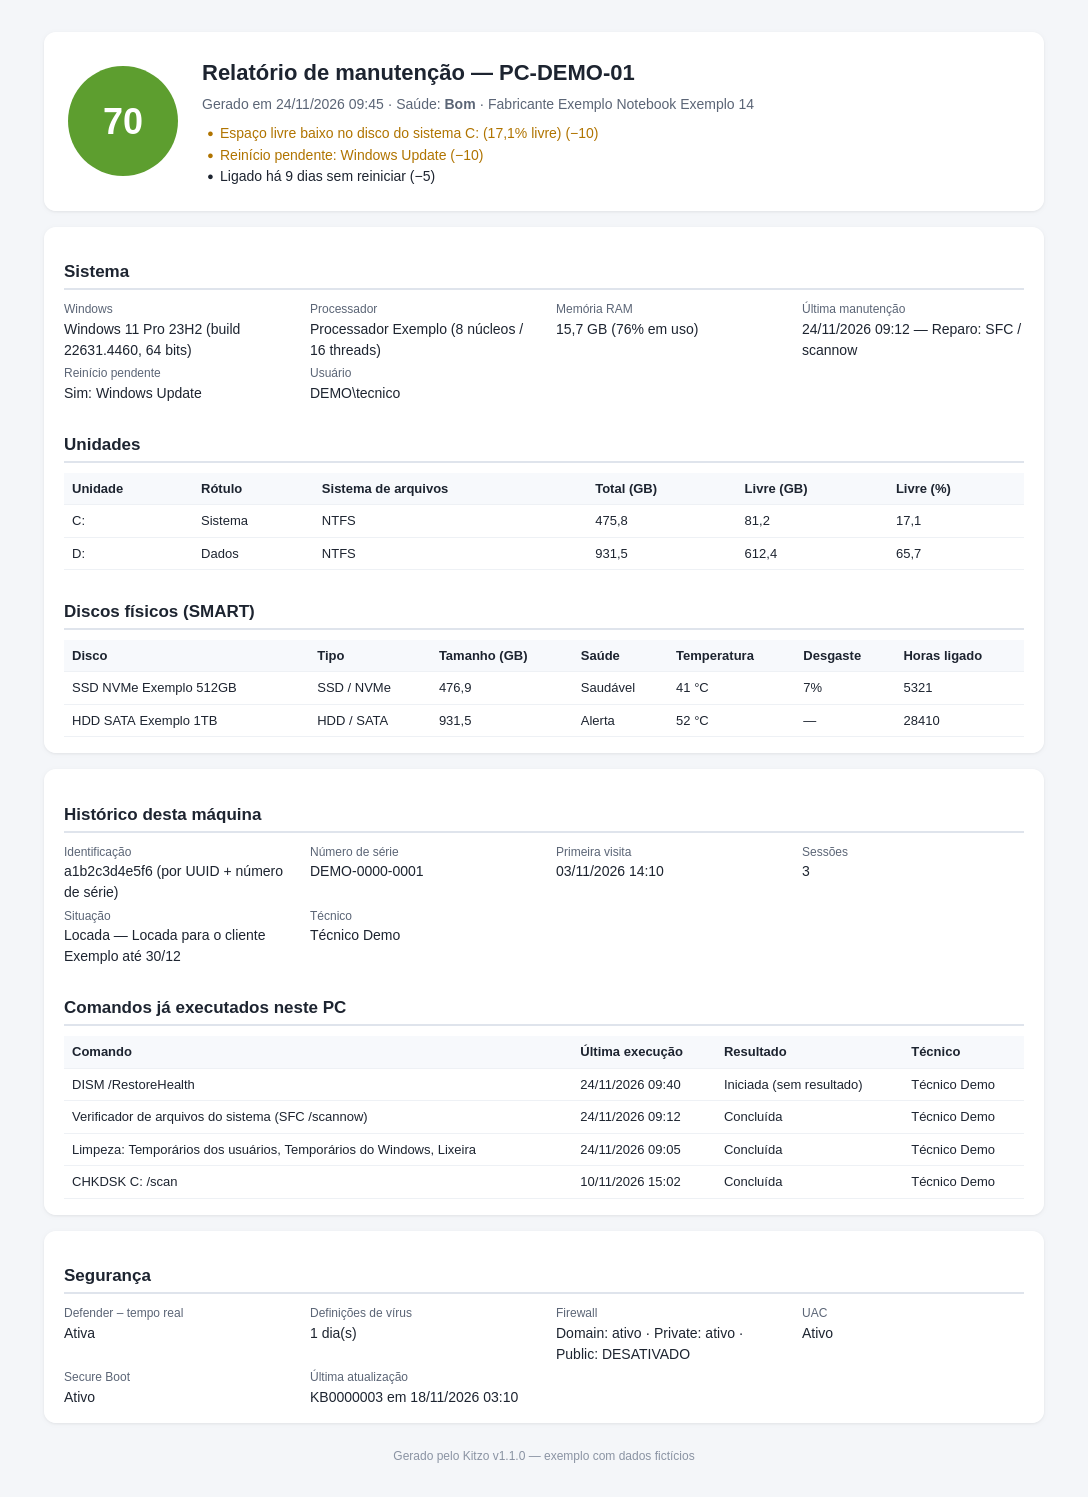 70
Relatório de manutenção — PC-DEMO-01
Gerado em 24/11/2026 09:45 · Saúde: Bom · Fabricante Exemplo Notebook Exemplo 14
• Espaço livre baixo no disco do sistema C: (17,1% livre) (−10)
• Reinício pendente: Windows Update (−10)
• Ligado há 9 dias sem reiniciar (−5)
Sistema
Windows
Windows 11 Pro 23H2 (build
22631.4460, 64 bits)
Processador
Processador Exemplo (8 núcleos /
16 threads)
Memória RAM
15,7 GB (76% em uso)
Última manutenção
24/11/2026 09:12 — Reparo: SFC /
scannow
Reinício pendente
Sim: Windows Update
Usuário
DEMO\tecnico
Unidades
Unidade Rótulo Sistema de arquivos Total (GB) Livre (GB) Livre (%)
C: Sistema NTFS 475,8 81,2 17,1
D: Dados NTFS 931,5 612,4 65,7
Discos físicos (SMART)
Disco Tipo Tamanho (GB) Saúde Temperatura Desgaste Horas ligado
SSD NVMe Exemplo 512GB SSD / NVMe 476,9 Saudável 41 °C 7% 5321
HDD SATA Exemplo 1TB HDD / SATA 931,5 Alerta 52 °C — 28410
Histórico desta máquina
Identificação
a1b2c3d4e5f6 (por UUID + número
de série)
Número de série
DEMO-0000-0001
Primeira visita
03/11/2026 14:10
Sessões
3
Situação
Locada — Locada para o cliente
Exemplo até 30/12
Técnico
Técnico Demo
Comandos já executados neste PC
Comando Última execução Resultado Técnico
DISM /RestoreHealth 24/11/2026 09:40 Iniciada (sem resultado) Técnico Demo
Verificador de arquivos do sistema (SFC /scannow) 24/11/2026 09:12 Concluída Técnico Demo
Limpeza: Temporários dos usuários, Temporários do Windows, Lixeira 24/11/2026 09:05 Concluída Técnico Demo
CHKDSK C: /scan 10/11/2026 15:02 Concluída Técnico Demo
Segurança
Defender – tempo real
Ativa
Definições de vírus
1 dia(s)
Firewall
Domain: ativo · Private: ativo ·
Public: DESATIVADO
UAC
Ativo
Secure Boot
Ativo
Última atualização
KB0000003 em 18/11/2026 03:10
Gerado pelo Kitzo v1.1.0 — exemplo com dados fictícios